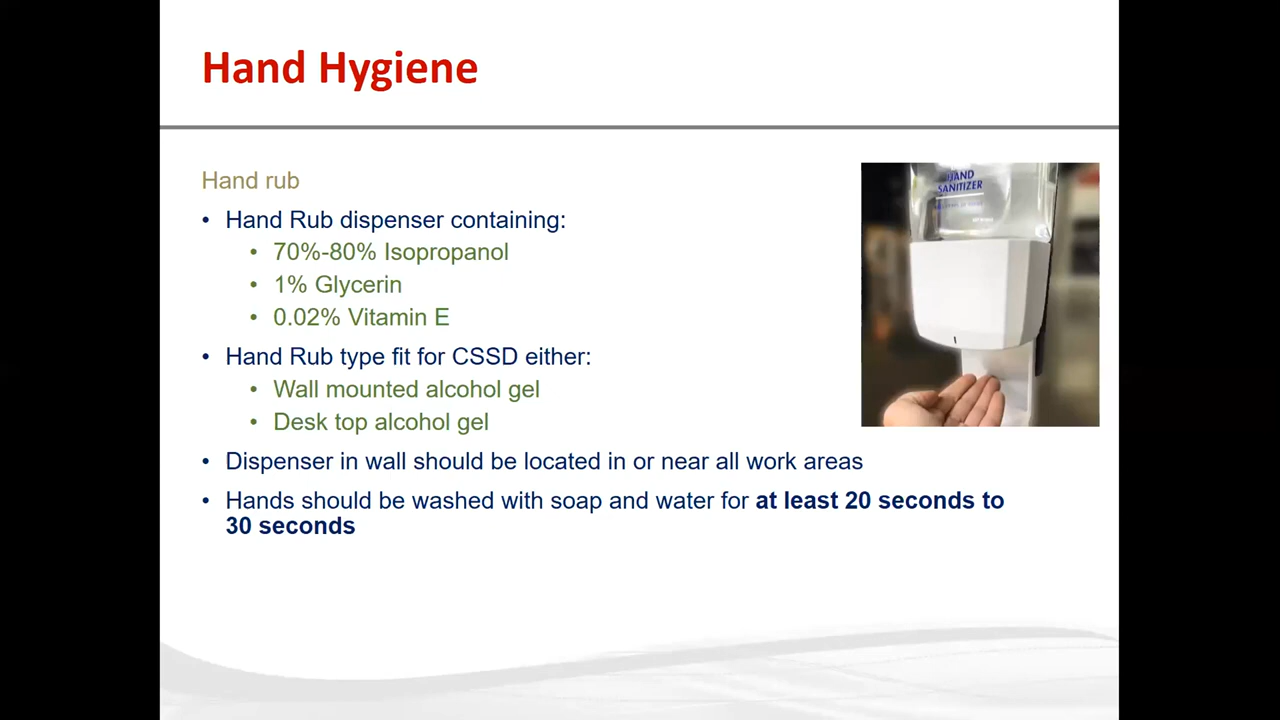 Hand Hygiene
Hand rub
• Hand Rub dispenser containing:
• 70%-80% Isopropanol
• 1% Glycerin
• 0.02% Vitamin E
• Hand Rub type fit for CSSD either:
• Wall mounted alcohol gel
• Desk top alcohol gel
• Dispenser in wall should be located in or near all work areas
• Hands should be washed with soap and water for at least 20 seconds to
30 seconds
HAND
SANITIZER